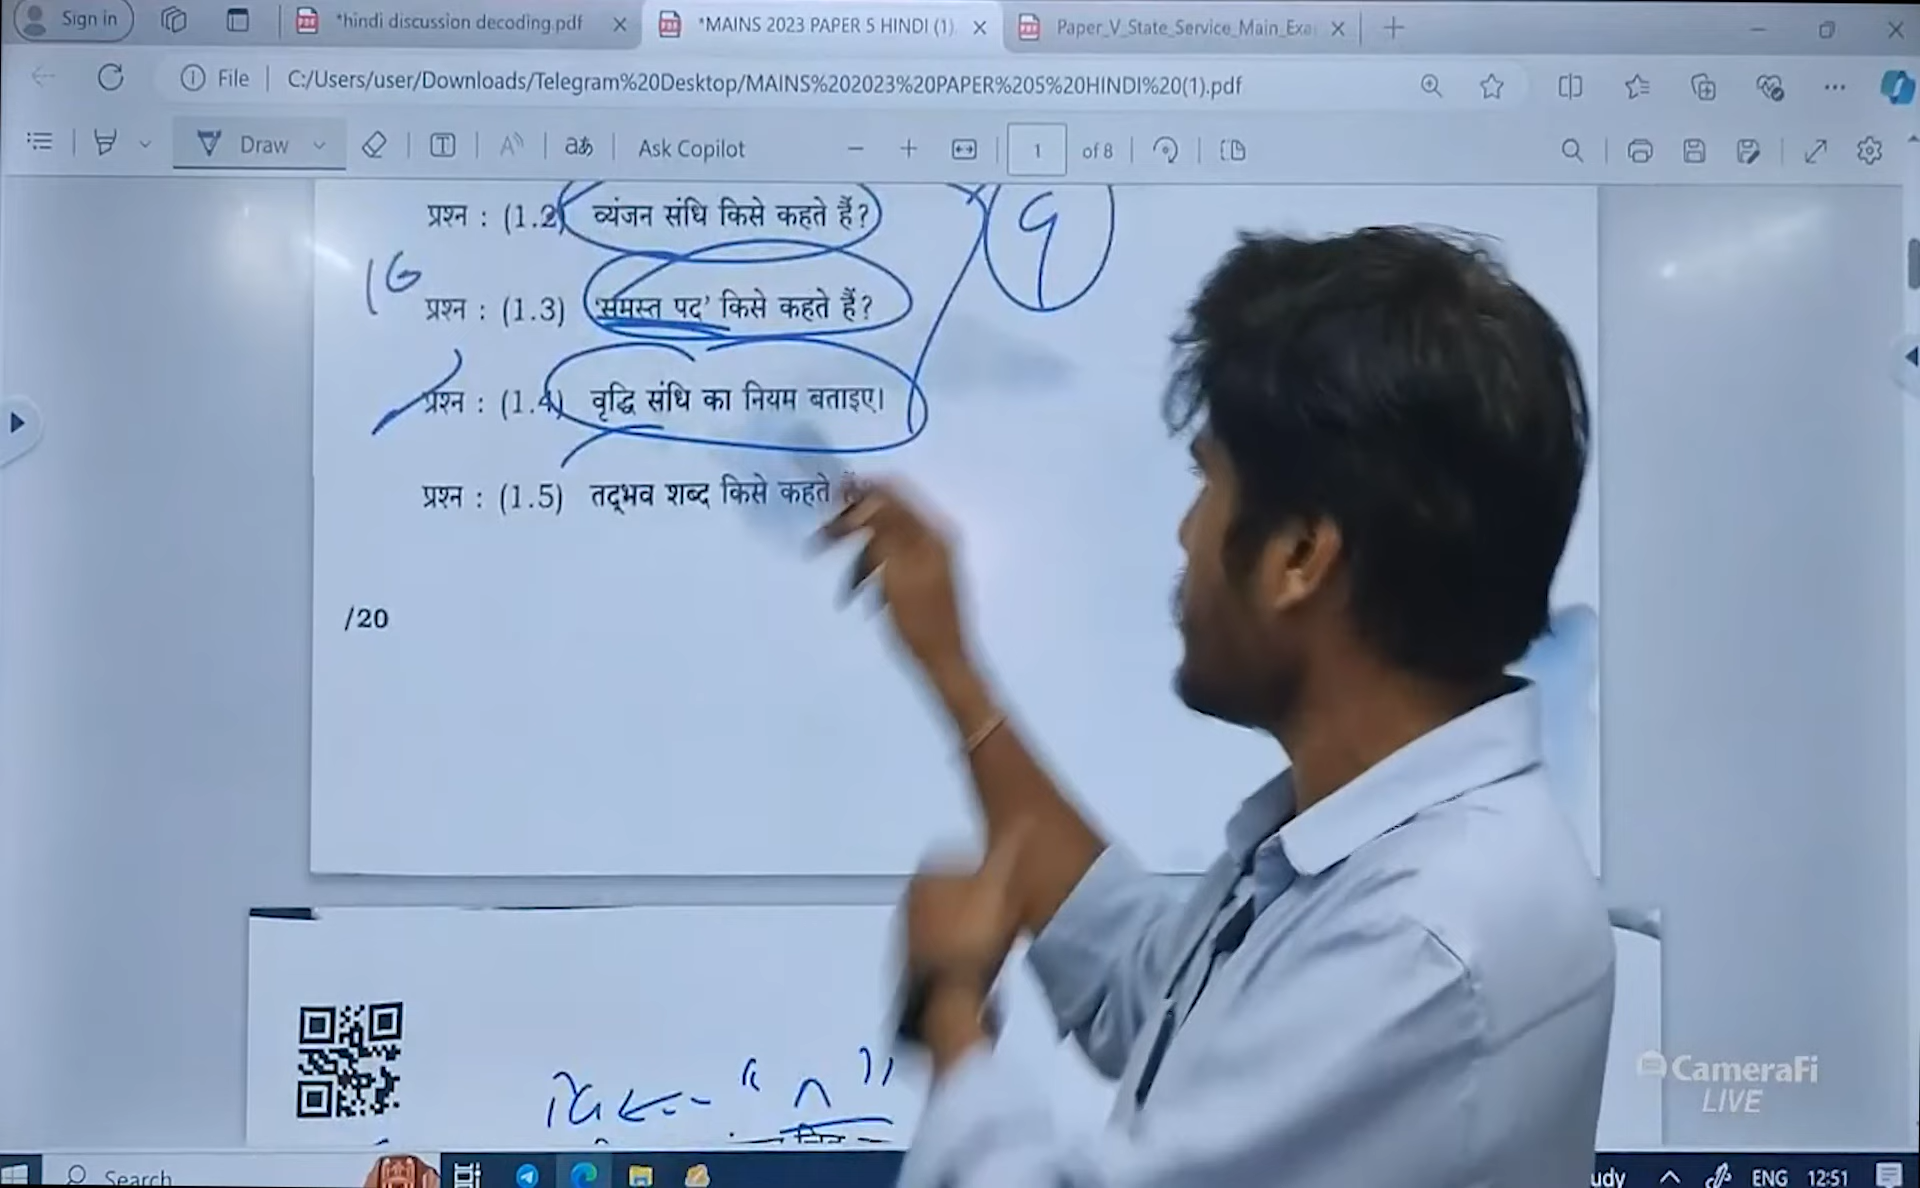 Sign in
*hindi discussion decoding.pdf
*MAINS 2023 PAPER 5 HINDI (1).
Paper_V_State_Service_Main_Exa
File
C:/Users/user/Downloads/Telegram%20Desktop/MAINS%202023%20PAPER%205%20HINDI%20(1).pdf
Draw
Ask Copilot
1 of 8
प्रश्न : (1.2) व्यंजन संधि किसे कहते हैं?
प्रश्न : (1.3) 'समस्त पद' किसे कहते हैं?
प्रश्न : (1.4) वृद्धि संधि का नियम बताइए।
प्रश्न : (1.5) तद्भव शब्द किसे कहते
/20
CameraFi
LIVE
Search
udy
ENG
12:51